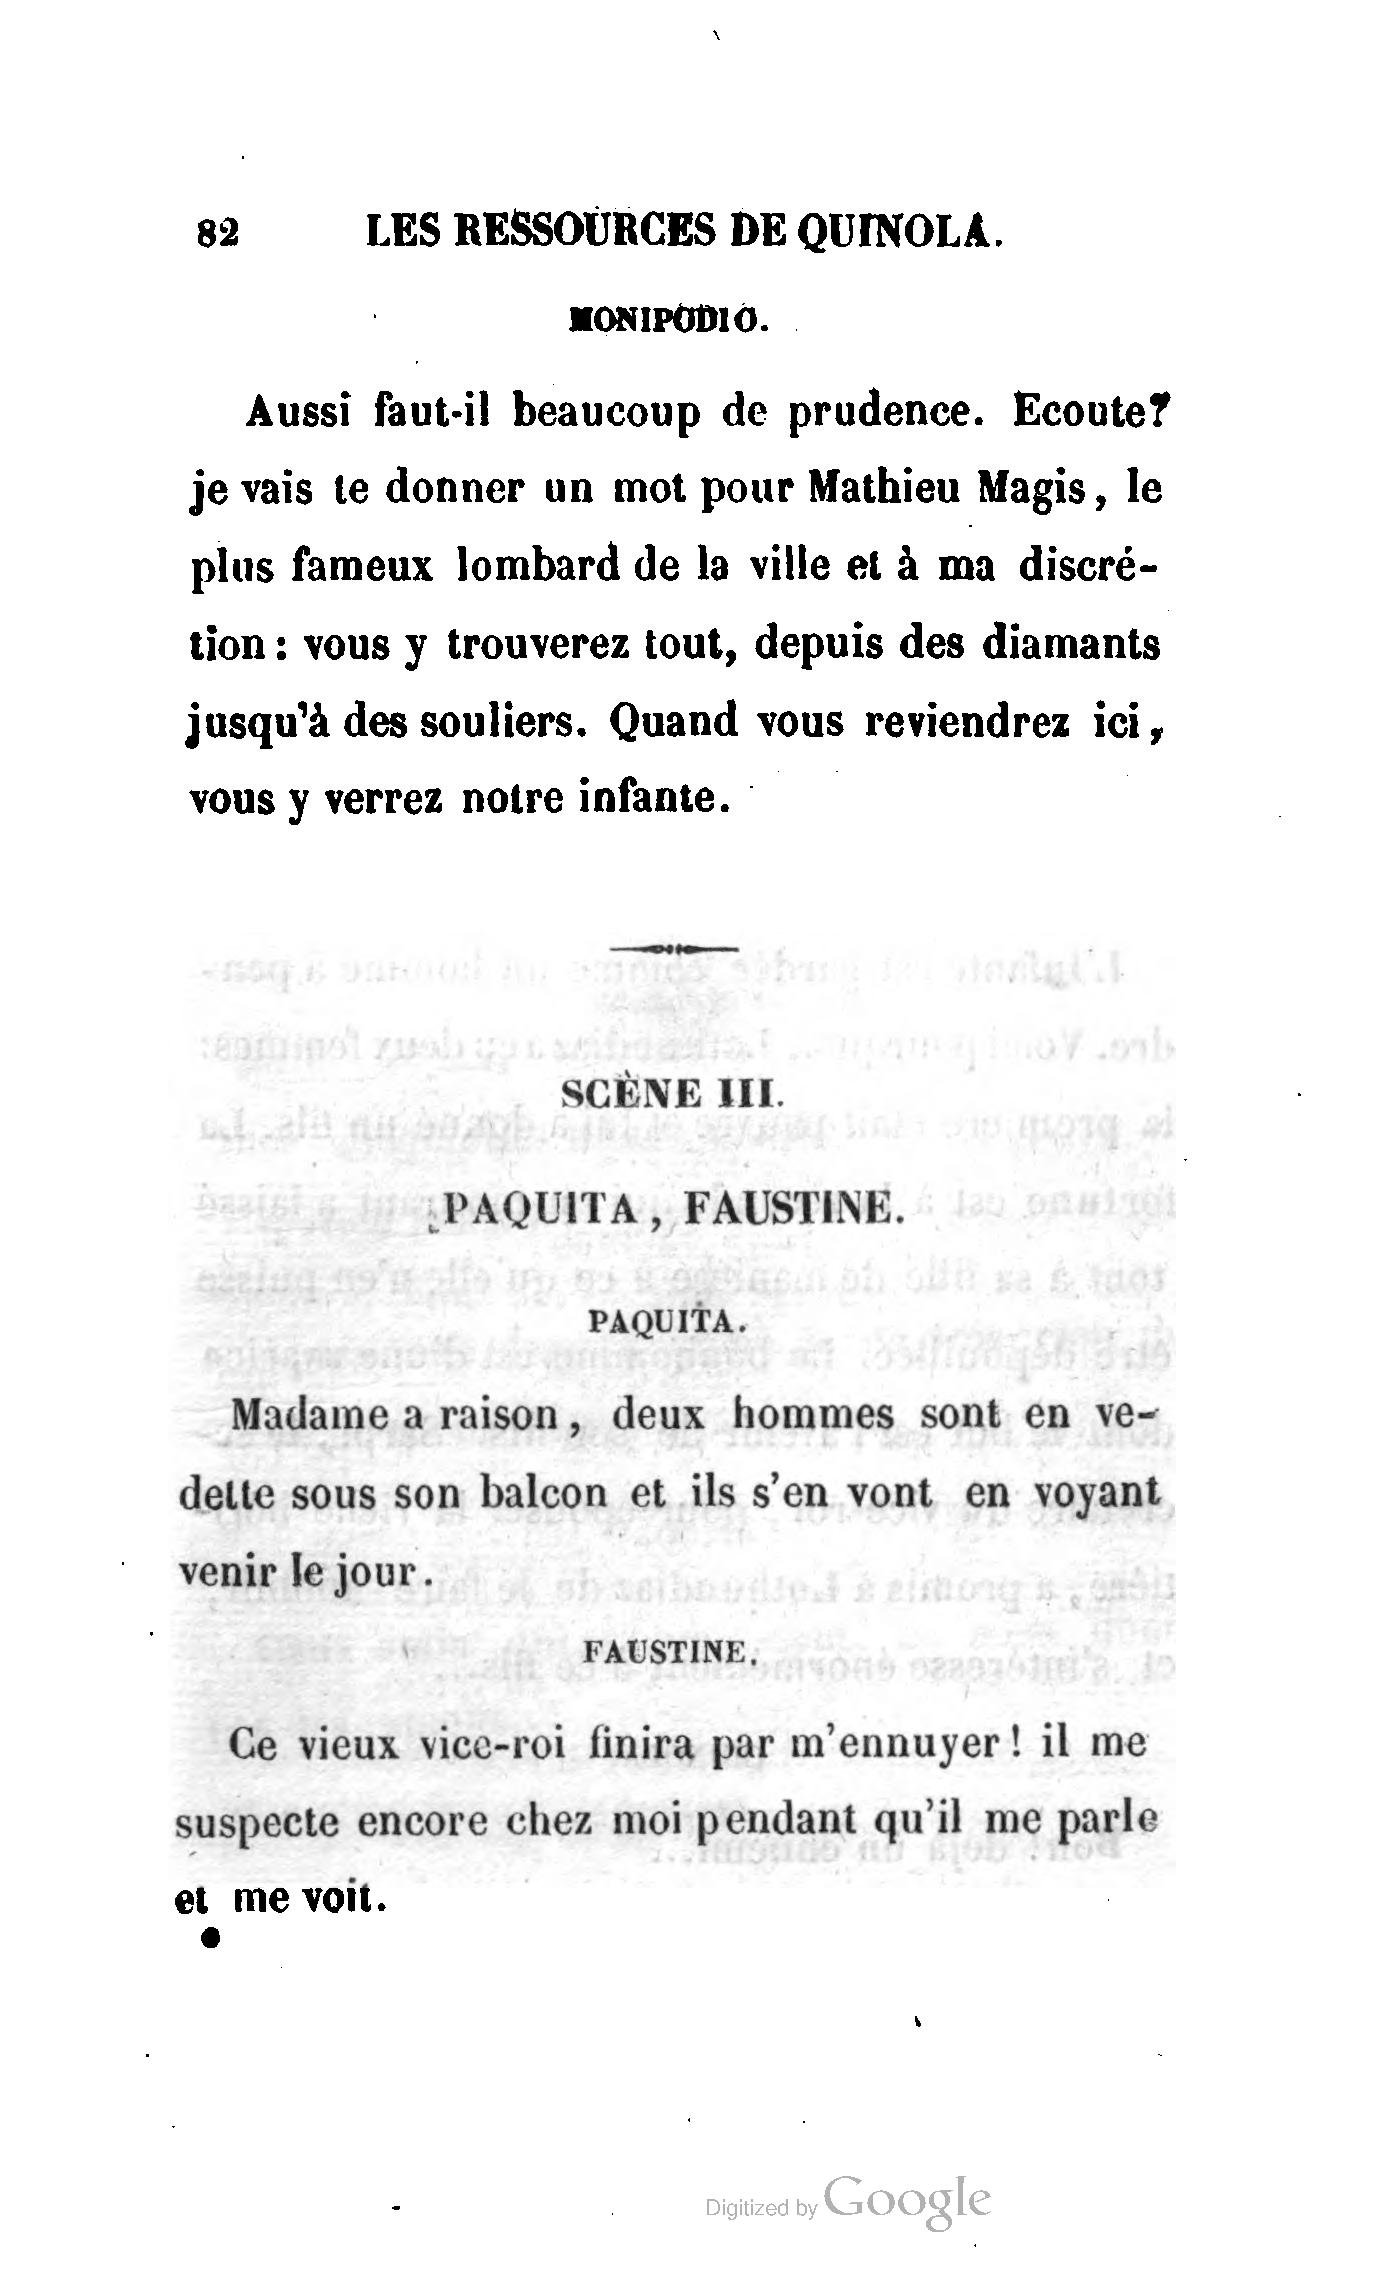 82 LES RESSOURCES DE QUINOLA.
MONIPODIO.
Aussi faut-il beaucoup de prudence. Ecoute?
je vais te donner un mot pour Mathieu Magis, le
plus fameux lombard de la ville et à ma discré-
tion : vous y trouverez tout, depuis des diamants
jusqu'à des souliers. Quand vous reviendrez ici,
vous y verrez notre infante.
SCÈNE III.
PAQUITA, FAUSTINE.
PAQUITA.
Madame a raison, deux hommes sont en ve-
dette sous son balcon et ils s'en vont en voyant
venir le jour.
FAUSTINE.
Ce vieux vice-roi finira par m'ennuyer ! il me
suspecte encore chez moi pendant qu'il me parle
et me voit.
Digitized by Google